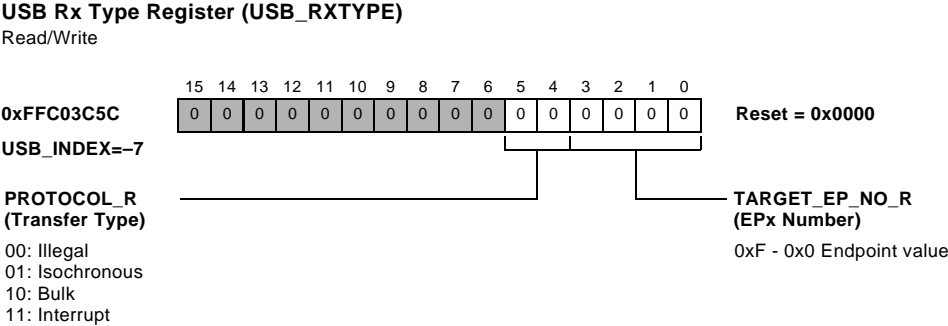 USB Rx Type Register (USB_RXTYPE)
Read/Write
15 14 13 12 11 10 9 8 7 6 5 4 3 2 1 0
0xFFC03C5C 0 0 0 0 0 0 0 0 0 0 0 0 0 0 0 0 Reset = 0x0000
USB_INDEX=–7
PROTOCOL_R
(Transfer Type)
00: Illegal
01: Isochronous
10: Bulk
11: Interrupt
TARGET_EP_NO_R
(EPx Number)
0xF - 0x0 Endpoint value